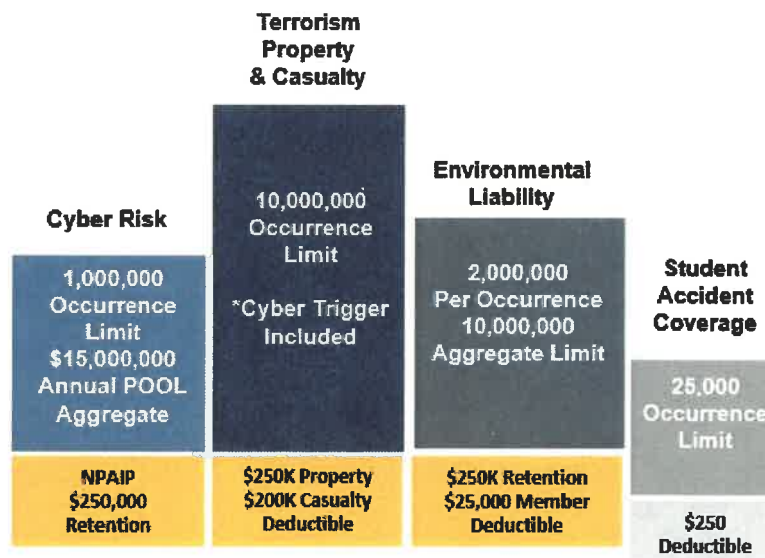 Cyber Risk
1,000,000
Occurrence
Limit
$15,000,000
Annual POOL
Aggregate
NPAIP
$250,000
Retention
Terrorism
Property
& Casualty
10,000,000
Occurrence
Limit
*Cyber Trigger
Included
$250K Property
$200K Casualty
Deductible
Environmental
Liability
2,000,000
Per Occurrence
10,000,000
Aggregate Limit
$250K Retention
$25,000 Member
Deductible
Student
Accident
Coverage
25,000
Occurrence
Limit
$250
Deductible